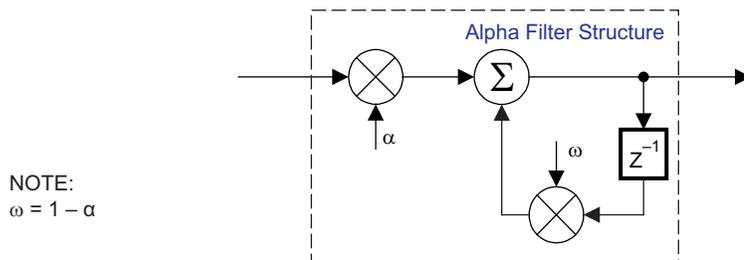 Alpha Filter Structure
Σ
α
ω
z⁻¹
NOTE:
ω = 1 – α